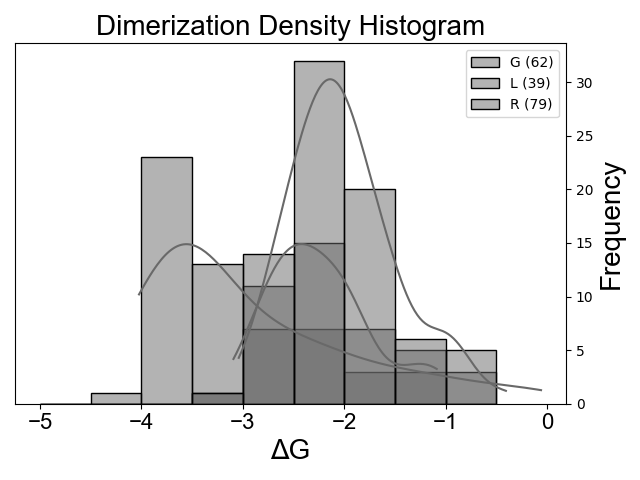 Dimerization Density Histogram
G (62)
L (39)
R (79)
30
25
20
15
10
5
0
Frequency
−5 −4 −3 −2 −1 0
ΔG